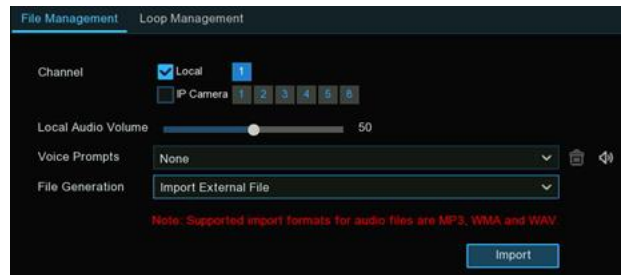 File Management Loop Management
Channel Local 1
IP Camera 1 2 3 4 5 6
Local Audio Volume 50
Voice Prompts None
File Generation Import External File
Note: Supported import formats for audio files are MP3, WMA and WAV.
Import